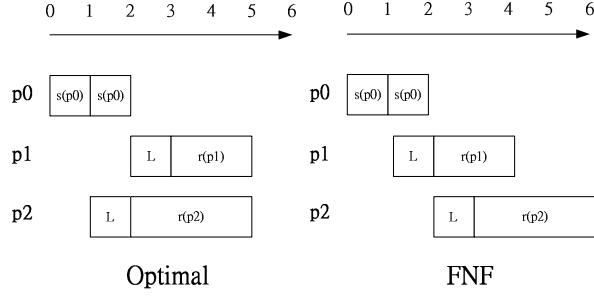 0 1 2 3 4 5 6 0 1 2 3 4 5 6
p0 s(p0) s(p0) p0 s(p0) s(p0)
p1 L r(p1) p1 L r(p1)
p2 L r(p2) p2 L r(p2)
Optimal FNF